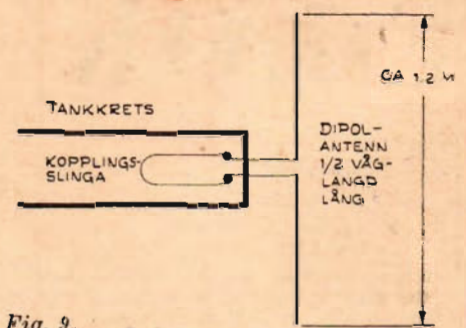 CA 1.2 M
TANKKRETS
KOPPLINGS-
SLINGA
DIPOL-
ANTENN
1/2 VÅG-
LÄNGD
LÅNG
Fig. 9.